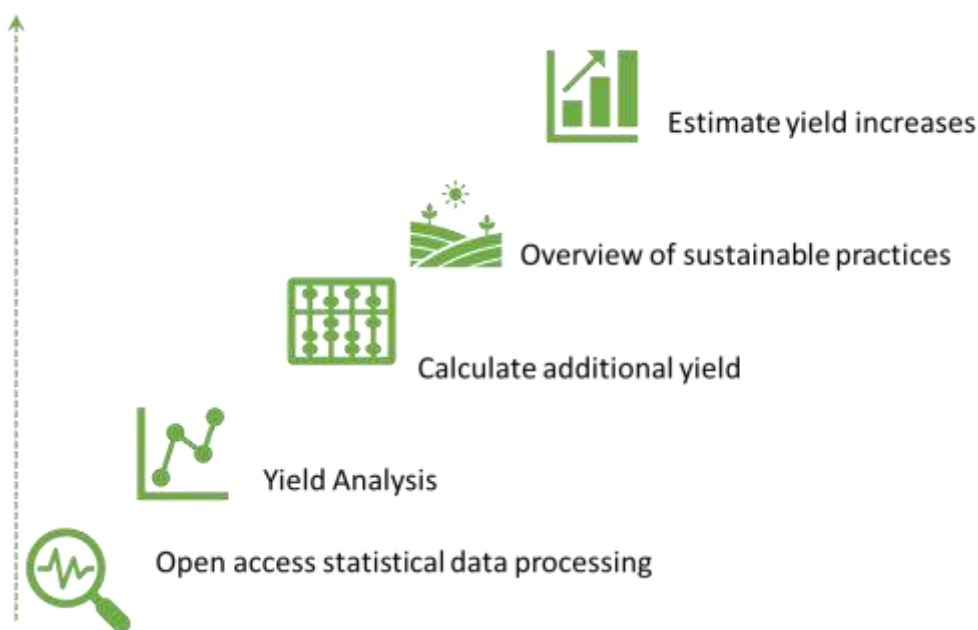 Estimate yield increases
Overview of sustainable practices
Calculate additional yield
Yield Analysis
Open access statistical data processing